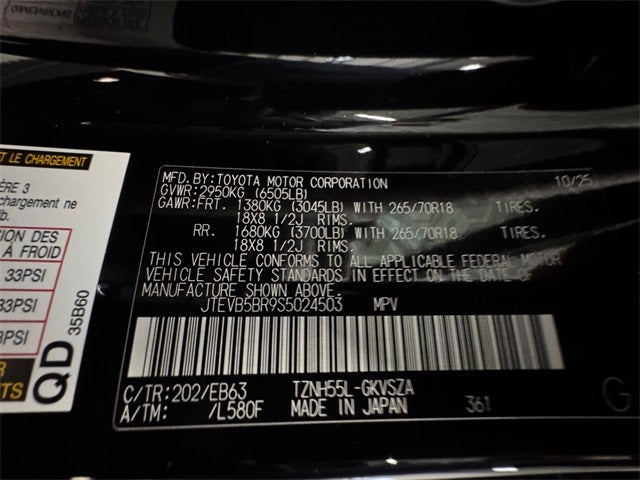 T LE CHARGEMENT
ÈRE 3
chargement ne
lb.
SION DES
À FROID
33PSI
33PSI
3PSI
QD
35B60
MFD. BY: TOYOTA MOTOR CORPORATION 10/25
GVWR: 2950KG (6505LB)
GAWR: FRT. 1380KG (3045LB) WITH 265/70R18 TIRES.
18X8 1/2J RIMS.
RR. 1680KG (3700LB) WITH 265/70R18 TIRES.
18X8 1/2J RIMS.
THIS VEHICLE CONFORMS TO ALL APPLICABLE FEDERAL MOTOR
VEHICLE SAFETY STANDARDS IN EFFECT ON THE DATE OF
MANUFACTURE SHOWN ABOVE.
JTEVB5BR9S5024503 MPV
C/TR: 202/EB63 TZNH55L-GKVSZA
A/TM: /L580F MADE IN JAPAN 361
G